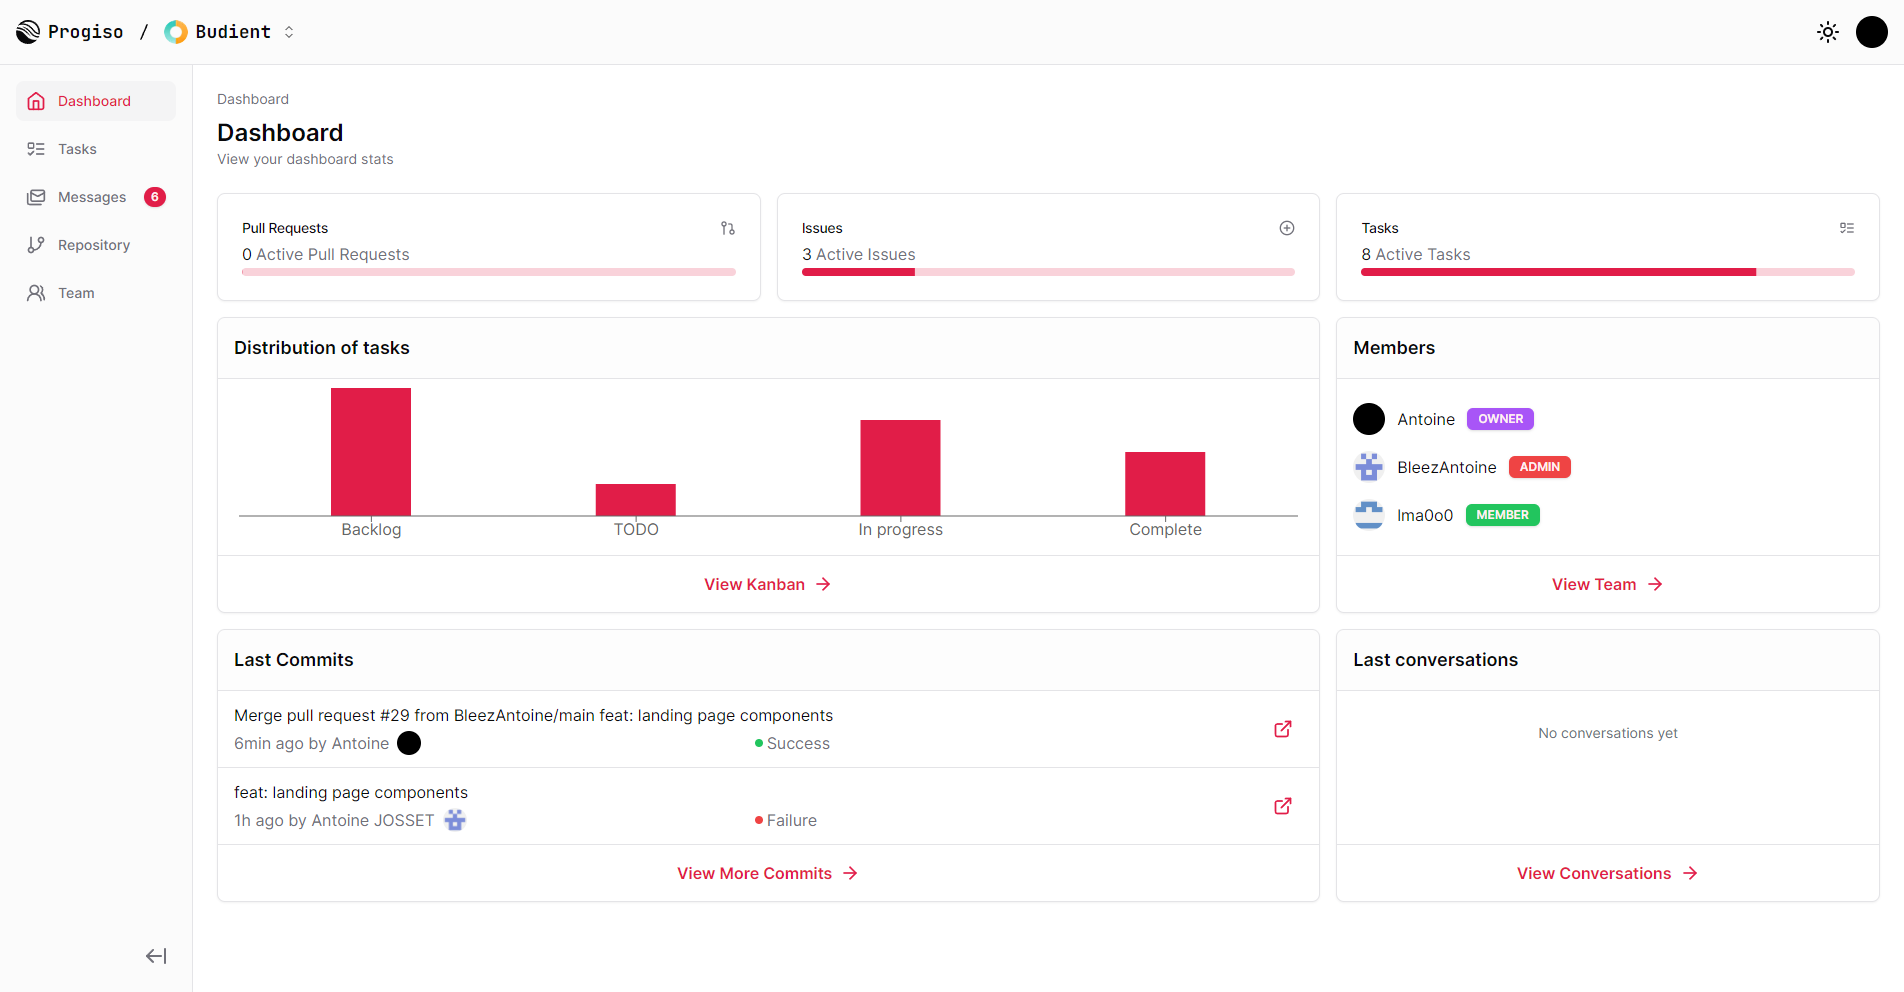 Progiso / Budient
Dashboard
Tasks
Messages 6
Repository
Team
Dashboard
Dashboard
View your dashboard stats
Pull Requests
0 Active Pull Requests
Issues
3 Active Issues
Tasks
8 Active Tasks
Distribution of tasks
Backlog TODO In progress Complete
View Kanban
Members
Antoine OWNER
BleezAntoine ADMIN
lma0o0 MEMBER
View Team
Last Commits
Merge pull request #29 from BleezAntoine/main feat: landing page components
6min ago by Antoine Success
feat: landing page components
1h ago by Antoine JOSSET Failure
View More Commits
Last conversations
No conversations yet
View Conversations